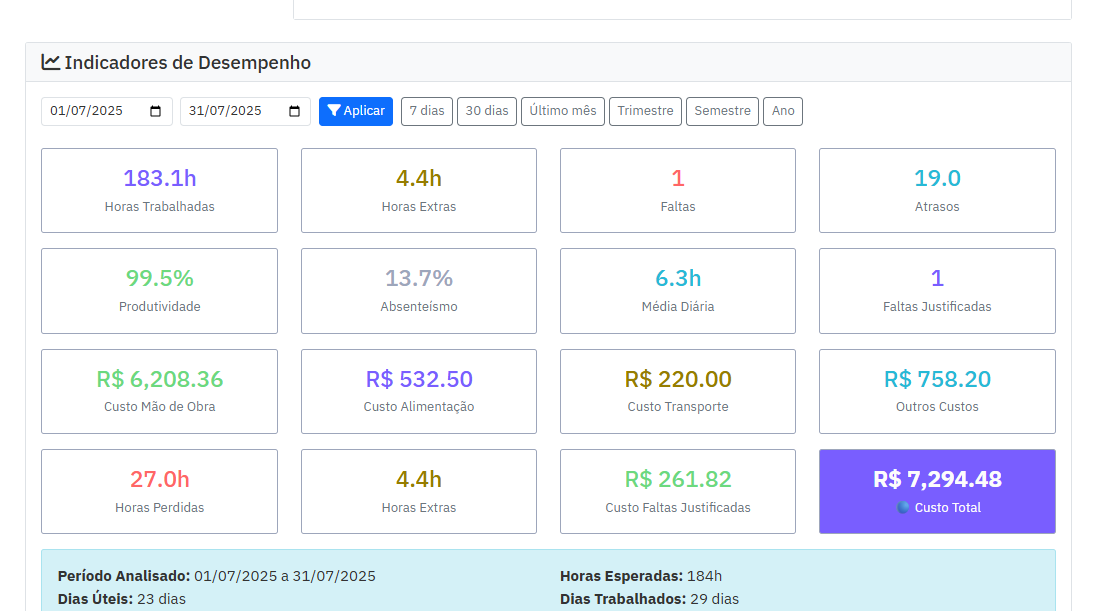 Indicadores de Desempenho
01/07/2025 31/07/2025 Aplicar 7 dias 30 dias Último mês Trimestre Semestre Ano
183.1h 4.4h 1 19.0
Horas Trabalhadas Horas Extras Faltas Atrasos
99.5% 13.7% 6.3h 1
Produtividade Absenteísmo Média Diária Faltas Justificadas
R$ 6,208.36 R$ 532.50 R$ 220.00 R$ 758.20
Custo Mão de Obra Custo Alimentação Custo Transporte Outros Custos
27.0h 4.4h R$ 261.82 R$ 7,294.48
Horas Perdidas Horas Extras Custo Faltas Justificadas Custo Total
Período Analisado: 01/07/2025 a 31/07/2025 Horas Esperadas: 184h
Dias Úteis: 23 dias Dias Trabalhados: 29 dias